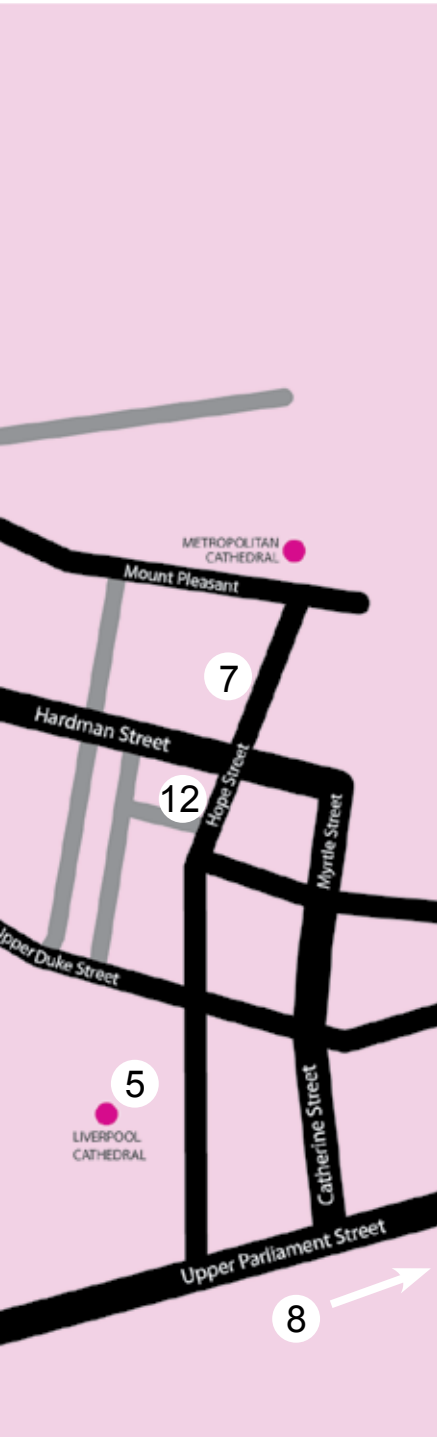 METROPOLITAN
CATHEDRAL
Mount Pleasant
7
Hardman Street
12
Hope Street
Myrtle Street
Upper Duke Street
5
LIVERPOOL
CATHEDRAL
Catherine Street
Upper Parliament Street
8